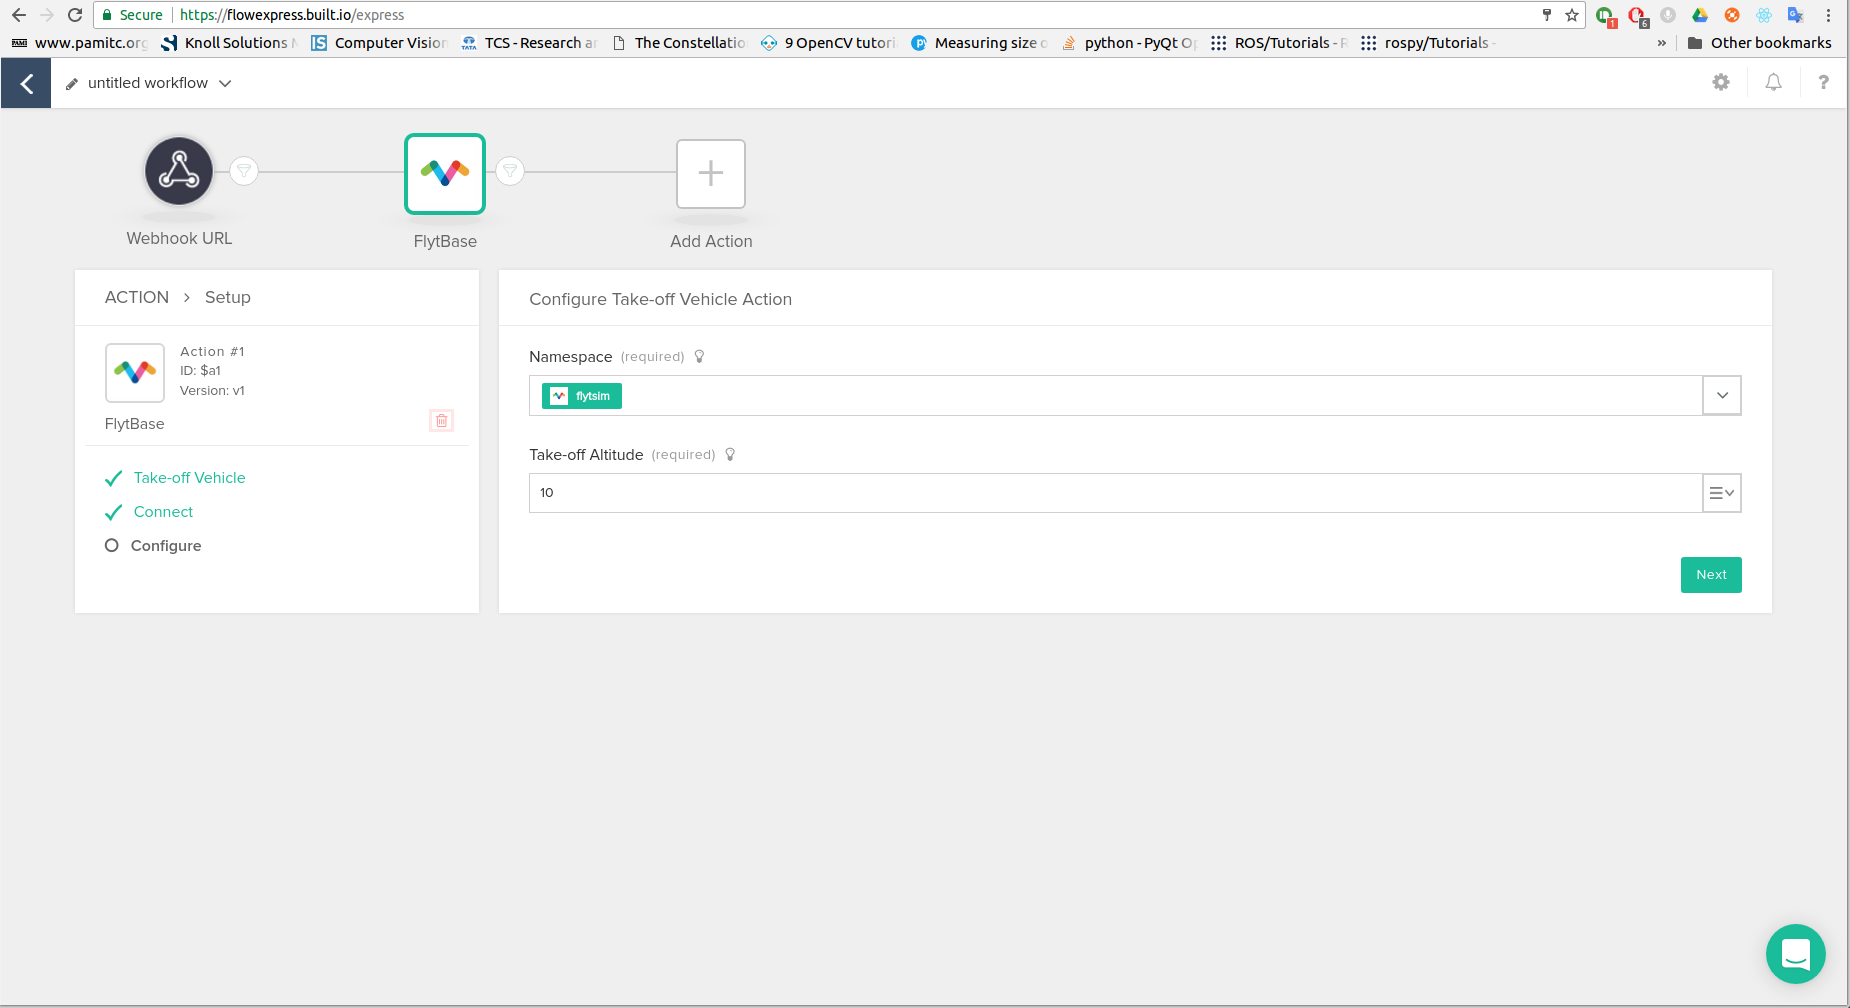 Secure https://flowexpress.built.io/express
1 6
www.pamitc.org Knoll Solutions Computer Vision TCS - Research The Constellatio 9 OpenCV tutori Measuring size python - PyQt ROS/Tutorials - rospy/Tutorials - » Other bookmarks
untitled workflow ?
Webhook URL
FlytBase
Add Action
ACTION > Setup
Action #1
ID: $a1
Version: v1
FlytBase
Take-off Vehicle
Connect
Configure
Configure Take-off Vehicle Action
Namespace (required)
flytsim
Take-off Altitude (required)
10
Next